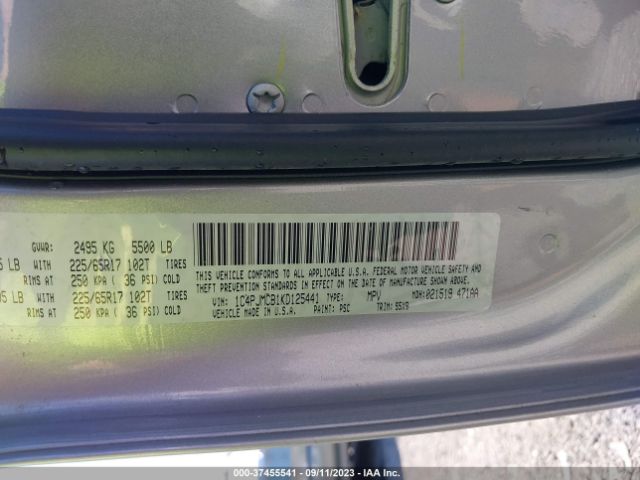 GVWR: 2495 KG 5500 LB
LB WITH 225/65R17 102T TIRES
RIMS AT 250 KPA ( 36 PSI) COLD
LB WITH 225/65R17 102T TIRES
RIMS AT 250 KPA ( 36 PSI) COLD
THIS VEHICLE CONFORMS TO ALL APPLICABLE U.S.A. FEDERAL MOTOR VEHICLE SAFETY AND
THEFT PREVENTION STANDARDS IN EFFECT ON THE DATE OF MANUFACTURE SHOWN ABOVE.
VIN: 1C4PJMCB1KD125441 TYPE: MPV MDH: 021519 471AA
VEHICLE MADE IN U.S.A. PAINT: PSC TRIM: 55X9
000-37455541 - 09/11/2023 - IAA Inc.